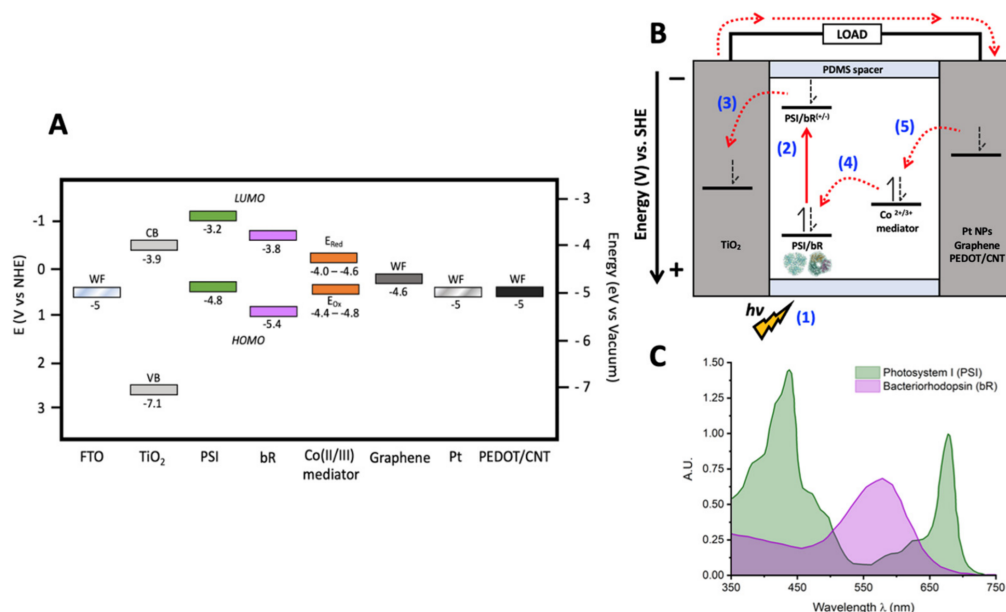 A
E (V vs NHE)
-1
0
1
2
3
LUMO
HOMO
WF
-5
CB
-3.9
VB
-7.1
-3.2
-4.8
-3.8
-5.4
E_Red
-4.0 – -4.6
E_Ox
-4.4 – -4.8
WF
-4.6
WF
-5
WF
-5
- 3
- 4
- 5
- 6
- 7
Energy (eV vs Vacuum)
FTO
TiO₂
PSI
bR
Co(II/III)
mediator
Graphene
Pt
PEDOT/CNT
B
LOAD
PDMS spacer
Energy (V) vs. SHE
−
+
(3)
PSI/bR(+/-)
(2)
(5)
(4)
Co 2+/3+
mediator
PSI/bR
TiO₂
Pt NPs
Graphene
PEDOT/CNT
hv
(1)
C
Photosystem I (PSI)
Bacteriorhodopsin (bR)
A.U.
1.50
1.25
1.00
0.75
0.50
0.25
0.00
350
450
550
650
750
Wavelength λ (nm)